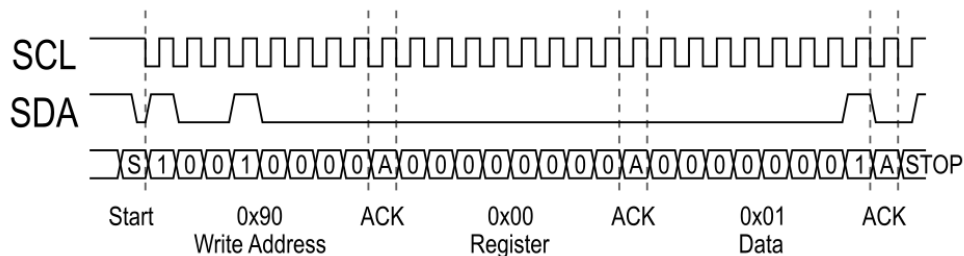 SCL
SDA
S 1 0 0 1 0 0 0 0 A 0 0 0 0 0 0 0 0 A 0 0 0 0 0 0 0 1 A STOP
Start 0x90 ACK 0x00 ACK 0x01 ACK
Write Address Register Data